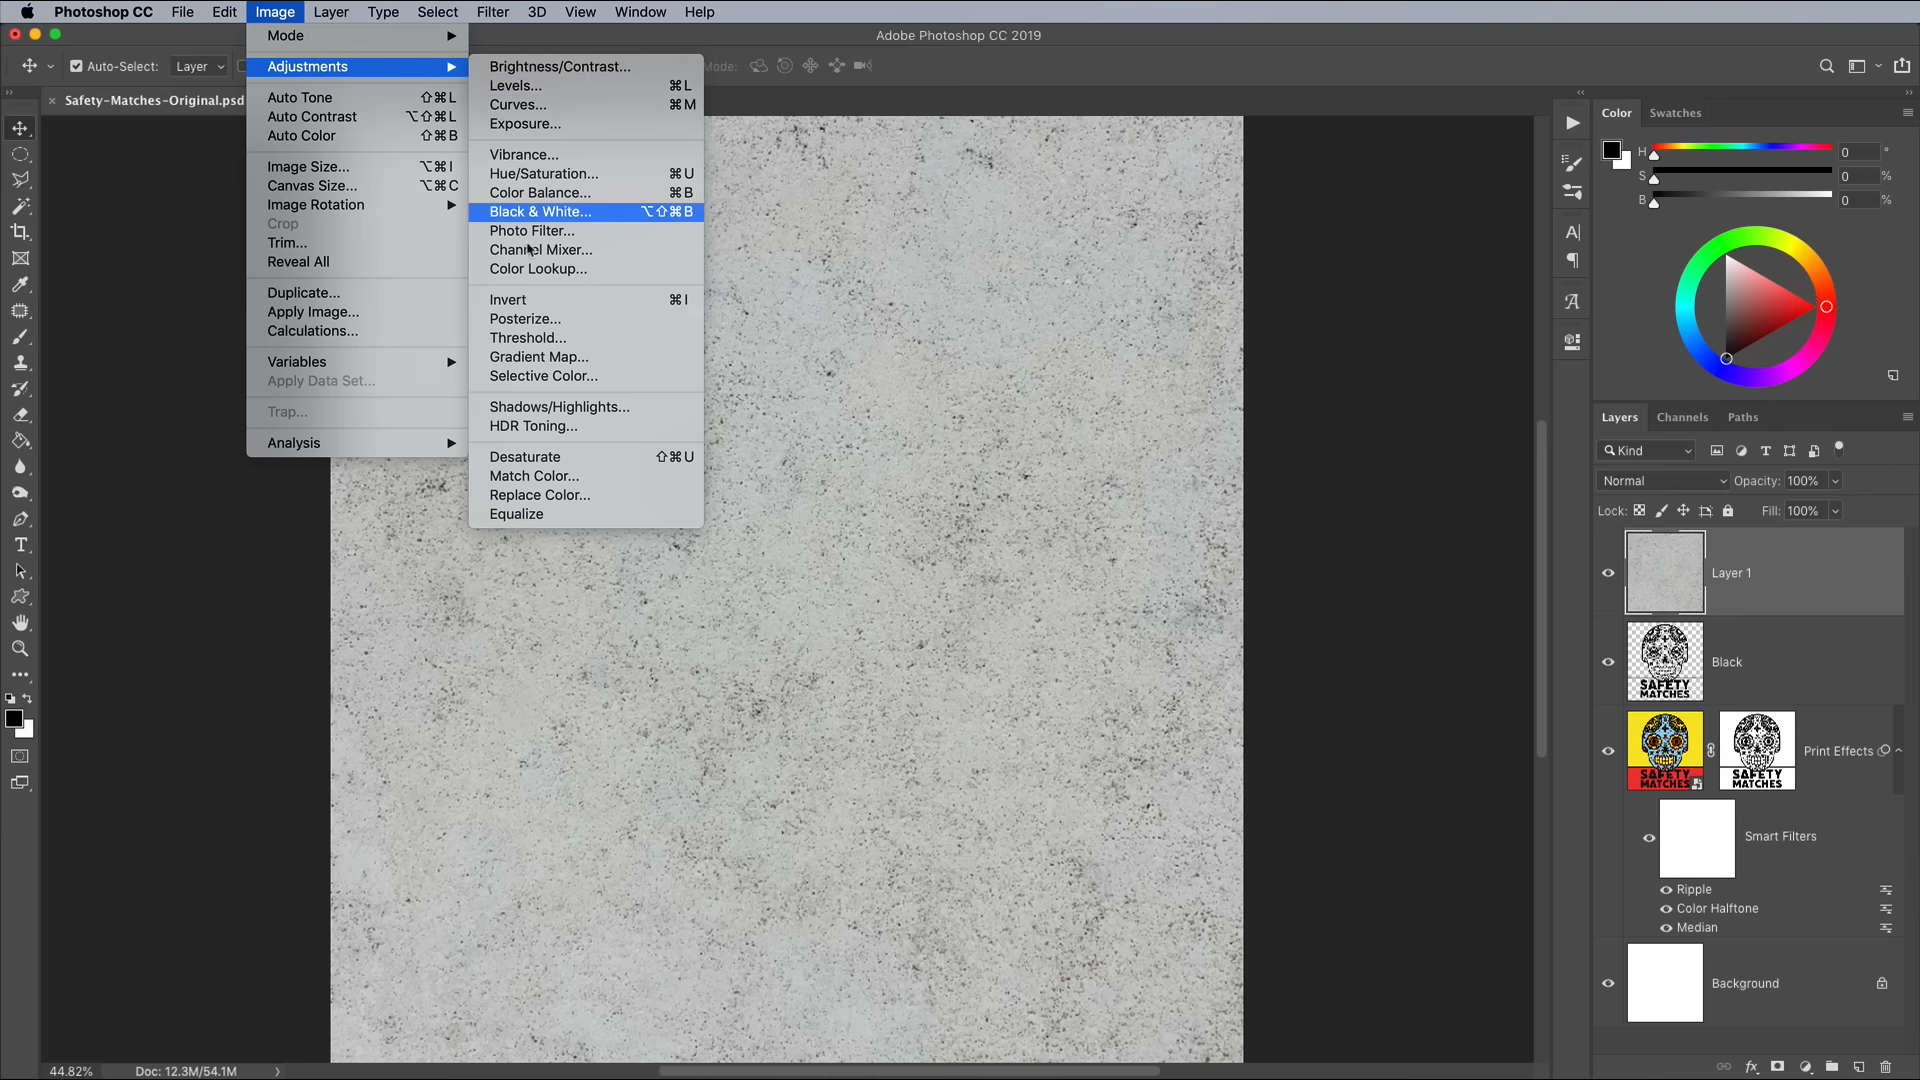 Photoshop CC File Edit Image Layer Type Select Filter 3D View Window Help
Adobe Photoshop CC 2019
Auto-Select: Layer
Mode:
Safety-Matches-Original.psd
Mode
Adjustments
Auto Tone ⇧⌘L
Auto Contrast ⌥⇧⌘L
Auto Color ⇧⌘B
Image Size... ⌥⌘I
Canvas Size... ⌥⌘C
Image Rotation
Crop
Trim...
Reveal All
Duplicate...
Apply Image...
Calculations...
Variables
Apply Data Set...
Trap...
Analysis
Brightness/Contrast...
Levels... ⌘L
Curves... ⌘M
Exposure...
Vibrance...
Hue/Saturation... ⌘U
Color Balance... ⌘B
Black & White... ⌥⇧⌘B
Photo Filter...
Channel Mixer...
Color Lookup...
Invert ⌘I
Posterize...
Threshold...
Gradient Map...
Selective Color...
Shadows/Highlights...
HDR Toning...
Desaturate ⇧⌘U
Match Color...
Replace Color...
Equalize
Color Swatches
H 0 °
S 0 %
B 0 %
Layers Channels Paths
Kind
Normal Opacity: 100%
Lock: Fill: 100%
Layer 1
SAFETY
MATCHES
Black
SAFETY
MATCHES
SAFETY
MATCHES
Print Effects
Smart Filters
Ripple
Color Halftone
Median
Background
fx
44.82% Doc: 12.3M/54.1M